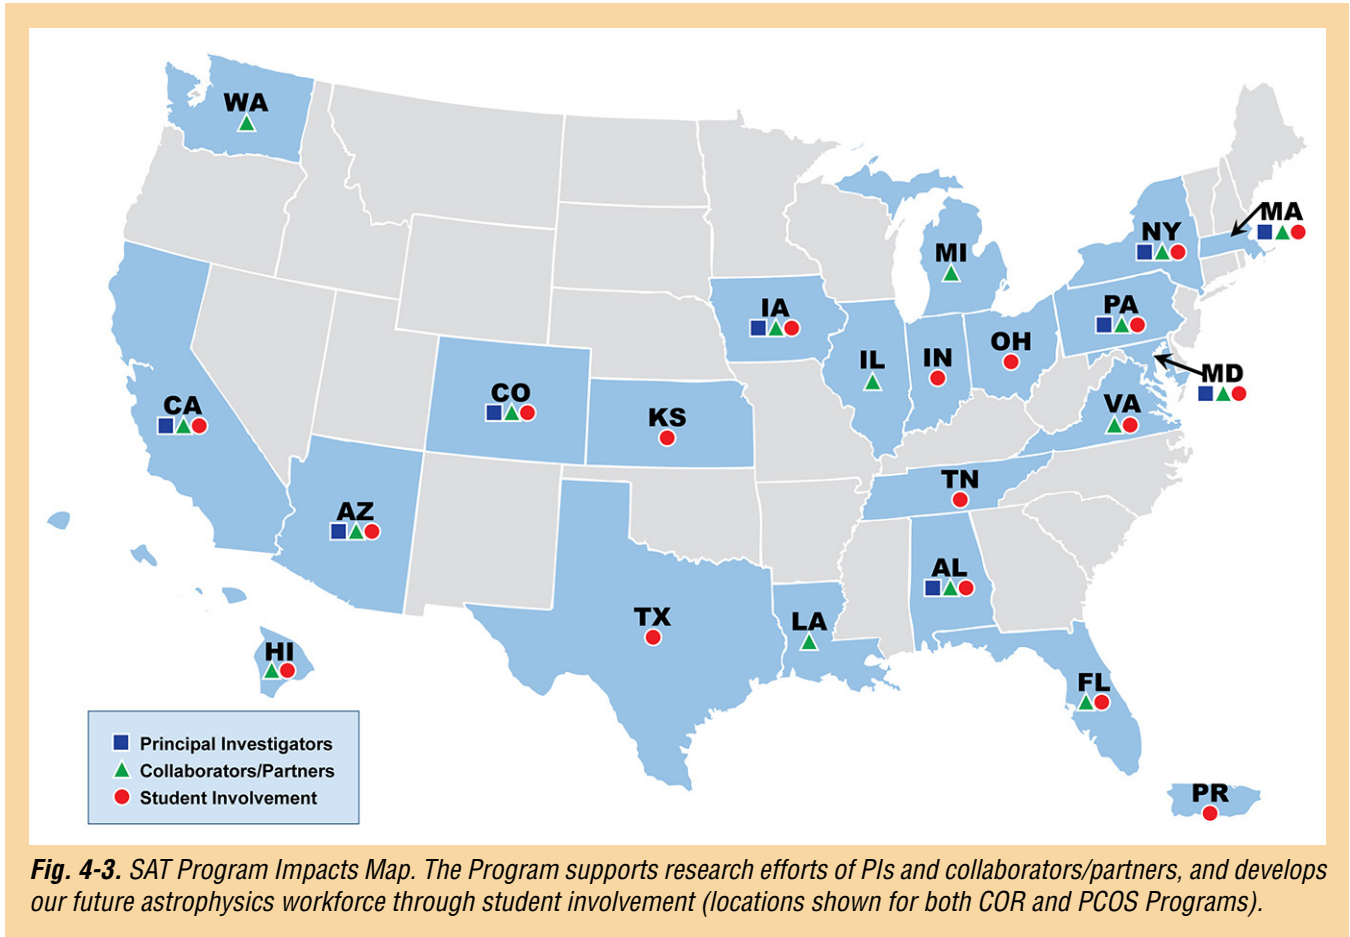 WA
MA
NY
MI
PA
IA
OH
IN
IL
MD
CO
VA
CA
KS
TN
AZ
AL
TX
LA
HI
FL
PR
Principal Investigators
Collaborators/Partners
Student Involvement
Fig. 4-3. SAT Program Impacts Map. The Program supports research efforts of PIs and collaborators/partners, and develops
our future astrophysics workforce through student involvement (locations shown for both COR and PCOS Programs).